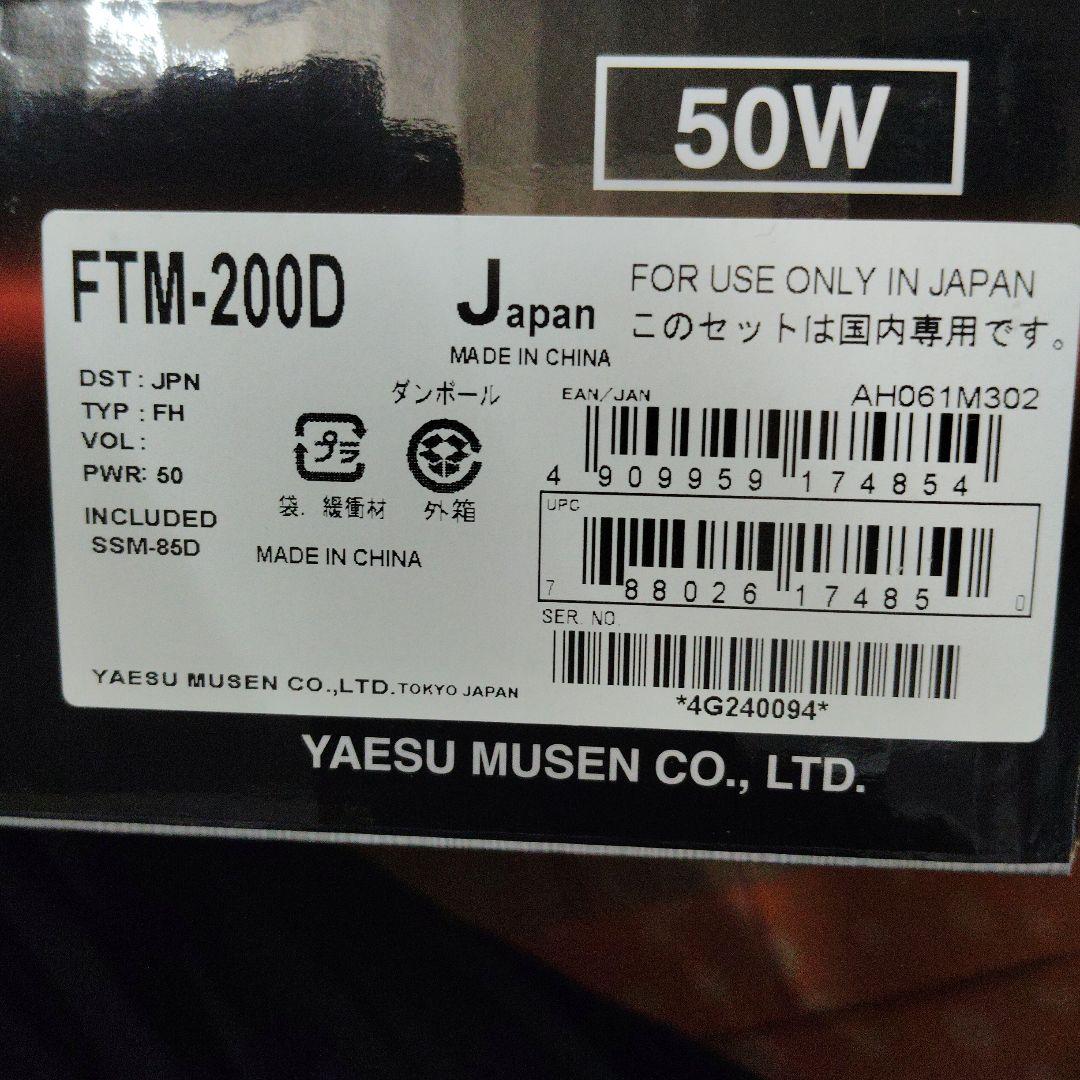 50W
FTM-200D
Japan
MADE IN CHINA
FOR USE ONLY IN JAPAN
このセットは国内専用です。
DST : JPN
TYP : FH
VOL :
PWR: 50
INCLUDED
SSM-85D
ダンボール
プラ
袋．緩衝材
外箱
MADE IN CHINA
EAN/JAN
AH061M302
4 909959 174854
UPC
7 88026 17485 0
SER. NO.
*4G240094*
YAESU MUSEN CO.,LTD. TOKYO JAPAN
YAESU MUSEN CO., LTD.